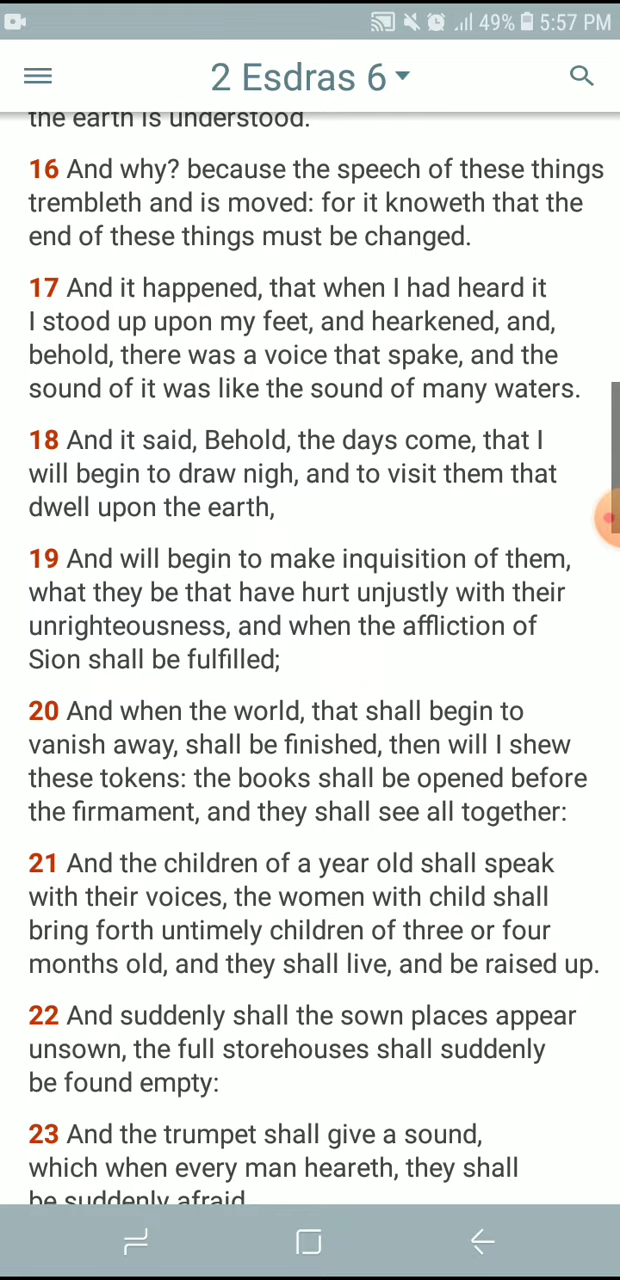 49% 5:57 PM
2 Esdras 6
the earth is understood.
16 And why? because the speech of these things
trembleth and is moved: for it knoweth that the
end of these things must be changed.
17 And it happened, that when I had heard it
I stood up upon my feet, and hearkened, and,
behold, there was a voice that spake, and the
sound of it was like the sound of many waters.
18 And it said, Behold, the days come, that I
will begin to draw nigh, and to visit them that
dwell upon the earth,
19 And will begin to make inquisition of them,
what they be that have hurt unjustly with their
unrighteousness, and when the affliction of
Sion shall be fulfilled;
20 And when the world, that shall begin to
vanish away, shall be finished, then will I shew
these tokens: the books shall be opened before
the firmament, and they shall see all together:
21 And the children of a year old shall speak
with their voices, the women with child shall
bring forth untimely children of three or four
months old, and they shall live, and be raised up.
22 And suddenly shall the sown places appear
unsown, the full storehouses shall suddenly
be found empty:
23 And the trumpet shall give a sound,
which when every man heareth, they shall
be suddenly afraid